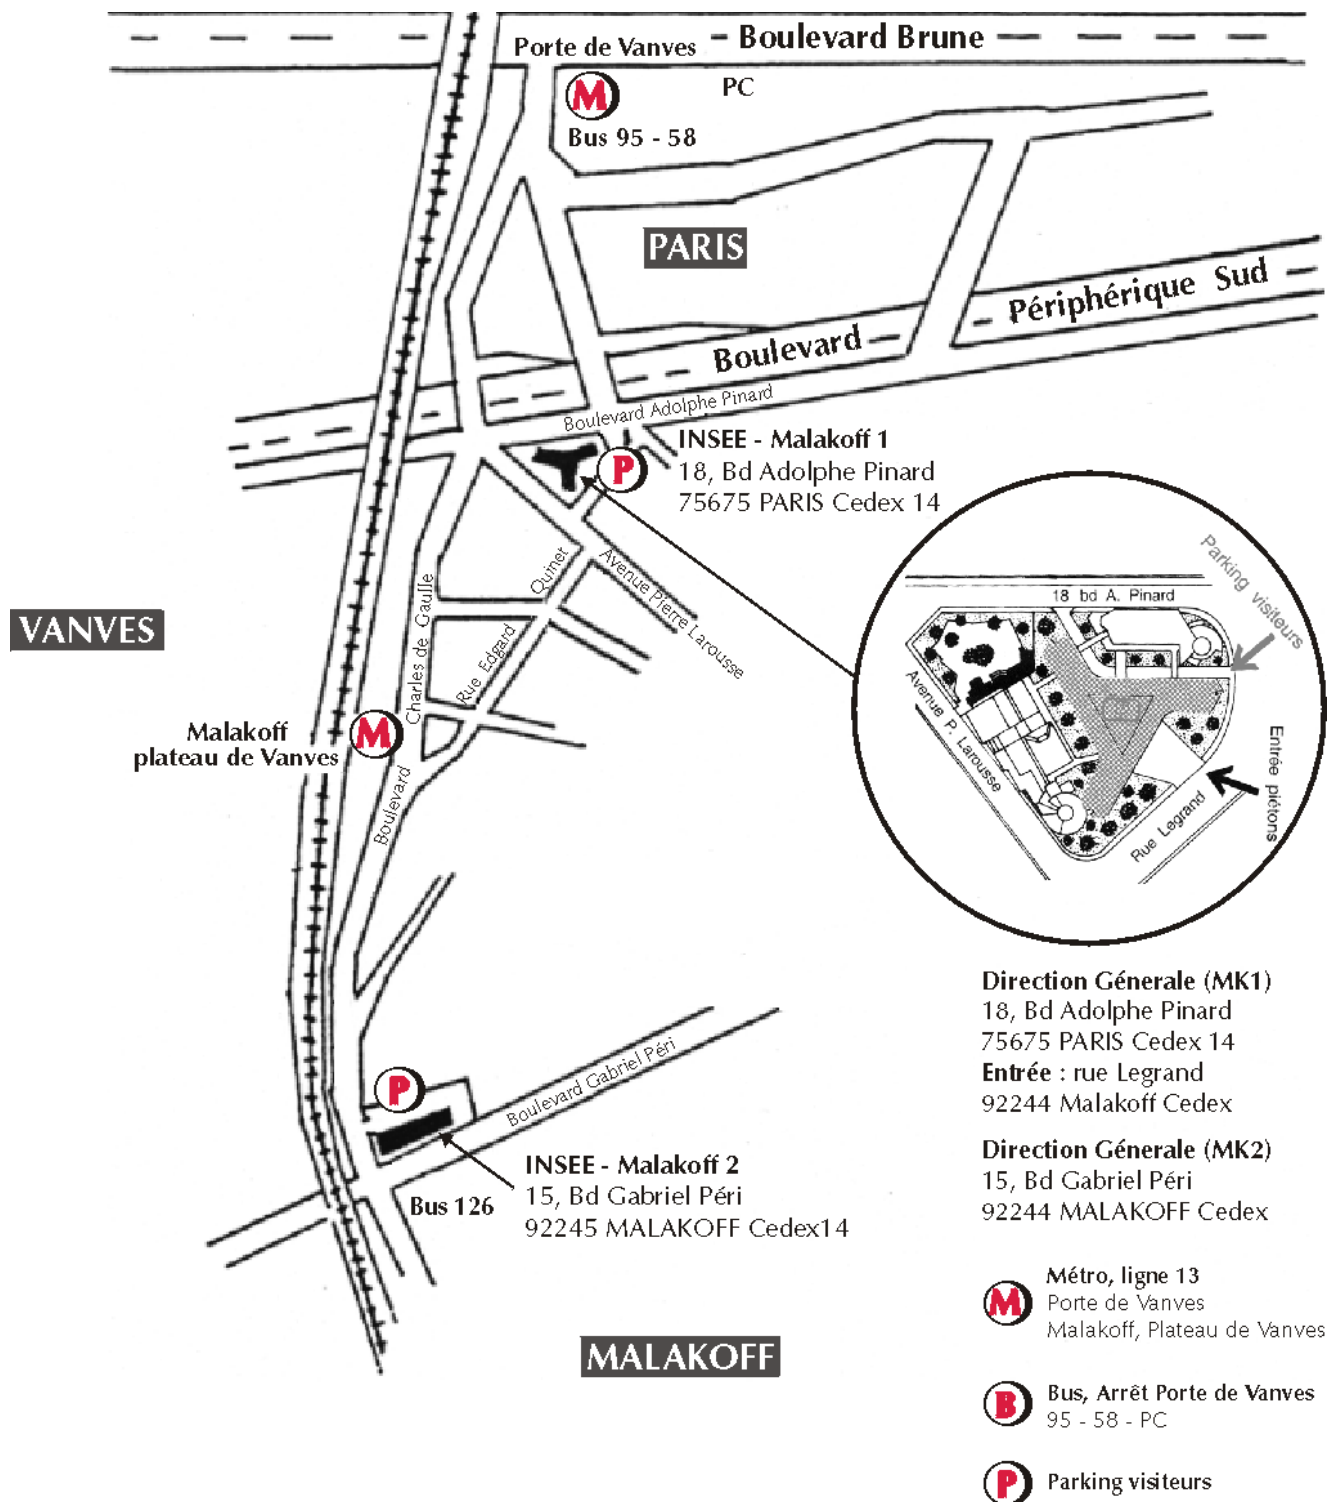 Porte de Vanves
Boulevard Brune
M
PC
Bus 95 - 58
PARIS
Périphérique Sud
Boulevard
Boulevard Adolphe Pinard
INSEE - Malakoff 1
18, Bd Adolphe Pinard
75675 PARIS Cedex 14
P
Quinet
Avenue Pierre Larousse
Rue Edgard
Charles de Gaulle
Boulevard
VANVES
Malakoff
plateau de Vanves
M
18 bd A. Pinard
Parking visiteurs
Avenue P. Larousse
Entrée piétons
Rue Legrand
P
Boulevard Gabriel Péri
INSEE - Malakoff 2
15, Bd Gabriel Péri
92245 MALAKOFF Cedex14
Bus 126
MALAKOFF
Direction Génerale (MK1)
18, Bd Adolphe Pinard
75675 PARIS Cedex 14
Entrée : rue Legrand
92244 Malakoff Cedex
Direction Génerale (MK2)
15, Bd Gabriel Péri
92244 MALAKOFF Cedex
M
Métro, ligne 13
Porte de Vanves
Malakoff, Plateau de Vanves
B
Bus, Arrêt Porte de Vanves
95 - 58 - PC
P
Parking visiteurs